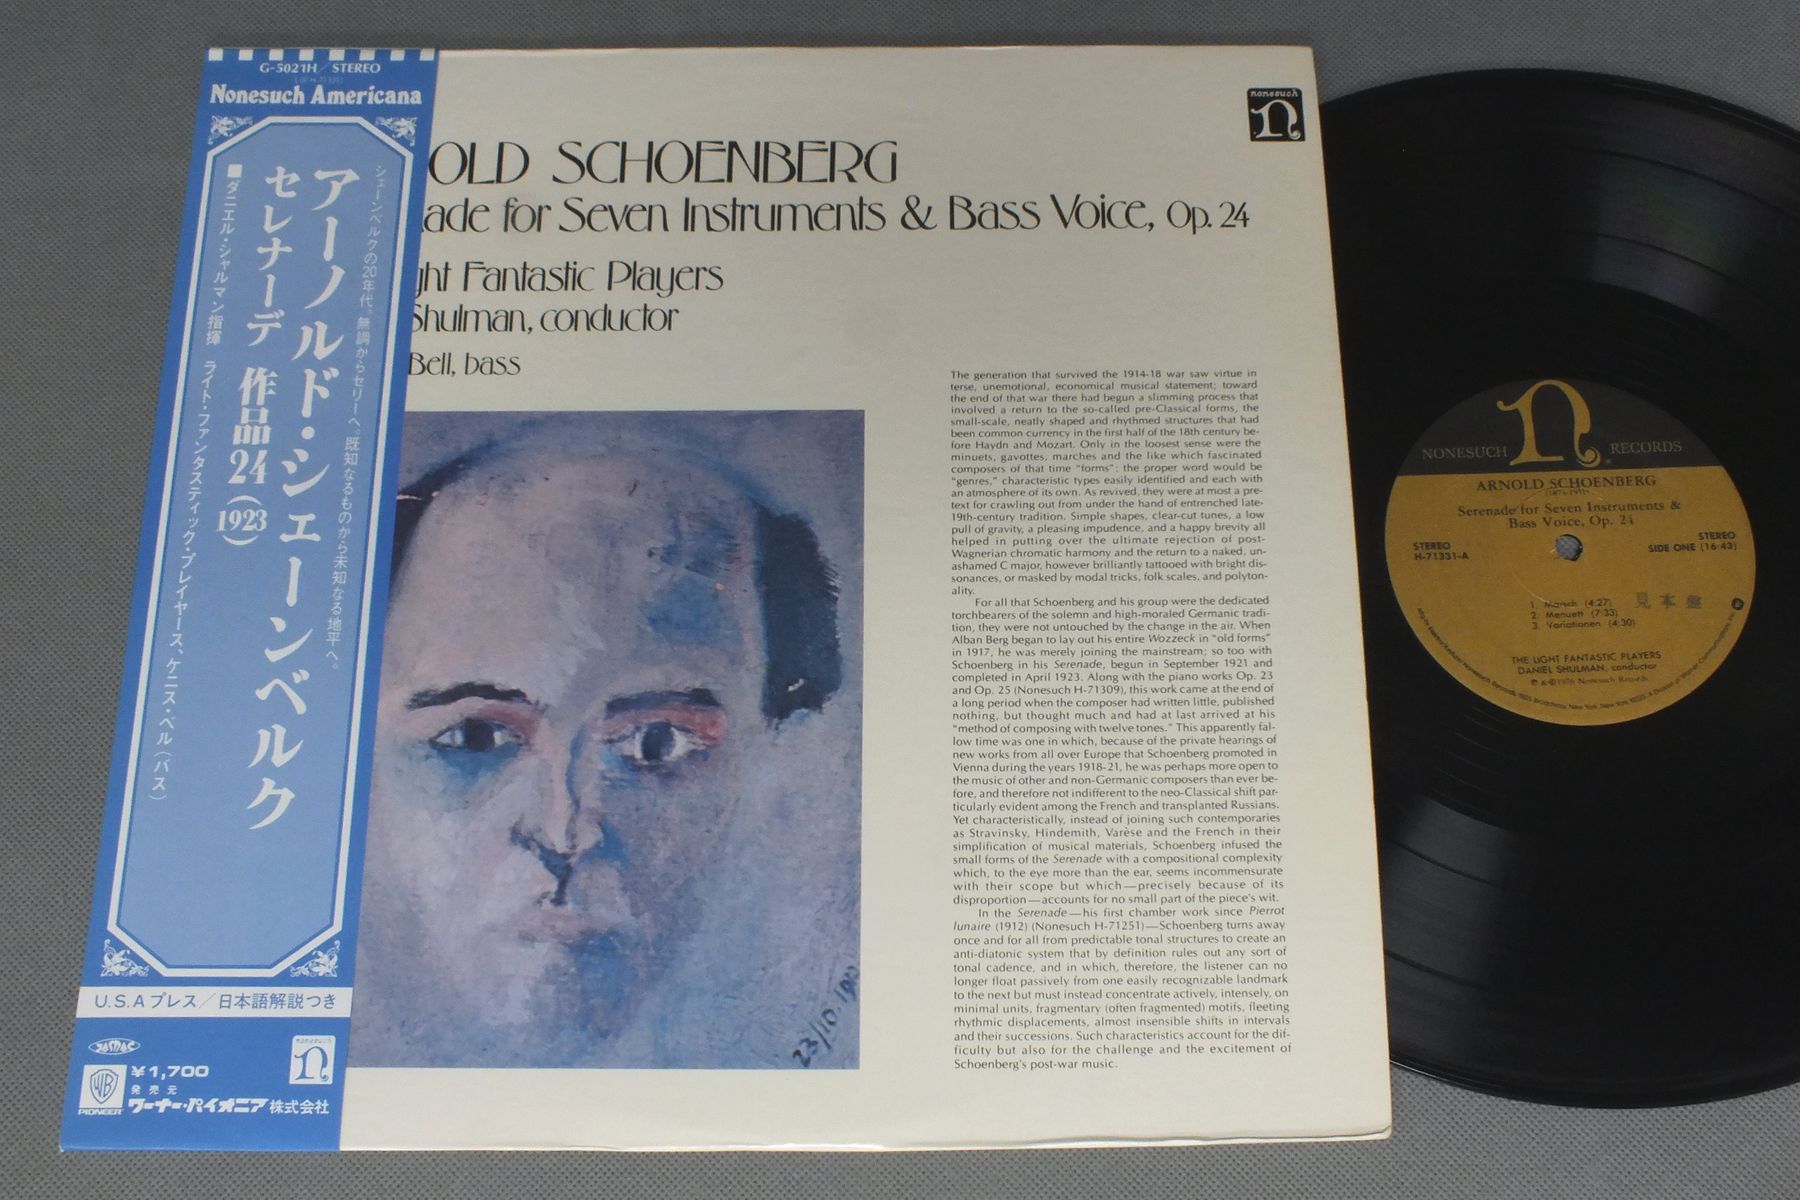 G-5021H/STEREO
Nonesuch Americana
シェーンベルクの20年代。無調からセリーへ。既知なるものから未知なる地平へ。
アーノルド・シェーンベルク
セレナーデ 作品24(1923)
■ダニエル・シャルマン指揮 ライト・ファンタスティック・プレイヤース、ケニス・ベル(バス)
U.S.Aプレス/日本語解説つき
WB
PIONEER
¥1,700
発売元
ワーナー・パイオニア株式会社
nonesuch
n
nonesuch
n
OLD SCHOENBERG
ade for Seven Instruments & Bass Voice, Op. 24
ght Fantastic Players
Shulman, conductor
Bell, bass
The generation that survived the 1914-18 war saw virtue in
terse, unemotional, economical musical statement; toward
the end of that war there had begun a slimming process that
involved a return to the so-called pre-Classical forms, the
small-scale, neatly shaped and rhythmed structures that had
been common currency in the first half of the 18th century be-
fore Haydn and Mozart. Only in the loosest sense were the
minuets, gavottes, marches and the like which fascinated
composers of that time "forms"; the proper word would be
"genres," characteristic types easily identified and each with
an atmosphere of its own. As revived, they were at most a pre-
text for crawling out from under the hand of entrenched late-
19th-century tradition. Simple shapes, clear-cut tunes, a low
pull of gravity, a pleasing impudence, and a happy brevity all
helped in putting over the ultimate rejection of post-
Wagnerian chromatic harmony and the return to a naked, un-
ashamed C major, however brilliantly tattooed with bright dis-
sonances, or masked by modal tricks, folk scales, and polyton-
ality.
For all that Schoenberg and his group were the dedicated
torchbearers of the solemn and high-moraled Germanic tradi-
tion, they were not untouched by the change in the air. When
Alban Berg began to lay out his entire Wozzeck in "old forms"
in 1917, he was merely joining the mainstream; so too with
Schoenberg in his Serenade, begun in September 1921 and
completed in April 1923. Along with the piano works Op. 23
and Op. 25 (Nonesuch H-71309), this work came at the end of
a long period when the composer had written little, published
nothing, but thought much and had at last arrived at his
"method of composing with twelve tones." This apparently fal-
low time was one in which, because of the private hearings of
new works from all over Europe that Schoenberg promoted in
Vienna during the years 1918-21, he was perhaps more open to
the music of other and non-Germanic composers than ever be-
fore, and therefore not indifferent to the neo-Classical shift par-
ticularly evident among the French and transplanted Russians.
Yet characteristically, instead of joining such contemporaries
as Stravinsky, Hindemith, Varèse and the French in their
simplification of musical materials, Schoenberg infused the
small forms of the Serenade with a compositional complexity
which, to the eye more than the ear, seems incommensurate
with their scope but which—precisely because of its
disproportion—accounts for no small part of the piece's wit.
In the Serenade—his first chamber work since Pierrot
lunaire (1912) (Nonesuch H-71251)—Schoenberg turns away
once and for all from predictable tonal structures to create an
anti-diatonic system that by definition rules out any sort of
tonal cadence, and in which, therefore, the listener can no
longer float passively from one easily recognizable landmark
to the next but must instead concentrate actively, intensely, on
minimal units, fragmentary (often fragmented) motifs, fleeting
rhythmic displacements, almost insensible shifts in intervals
and their successions. Such characteristics account for the dif-
ficulty but also for the challenge and the excitement of
Schoenberg's post-war music.
23/10
NONESUCH n RECORDS
ARNOLD SCHOENBERG
(1874-1951)
Serenade for Seven Instruments &
Bass Voice, Op. 24
STEREO
H-71331-A
STEREO
SIDE ONE (16:43)
1. Marsch (4:27)
2. Menuett (7:33)
3. Variationen (4:30)
見本盤
THE LIGHT FANTASTIC PLAYERS
DANIEL SHULMAN, conductor
℗ & © 1976 Nonesuch Records